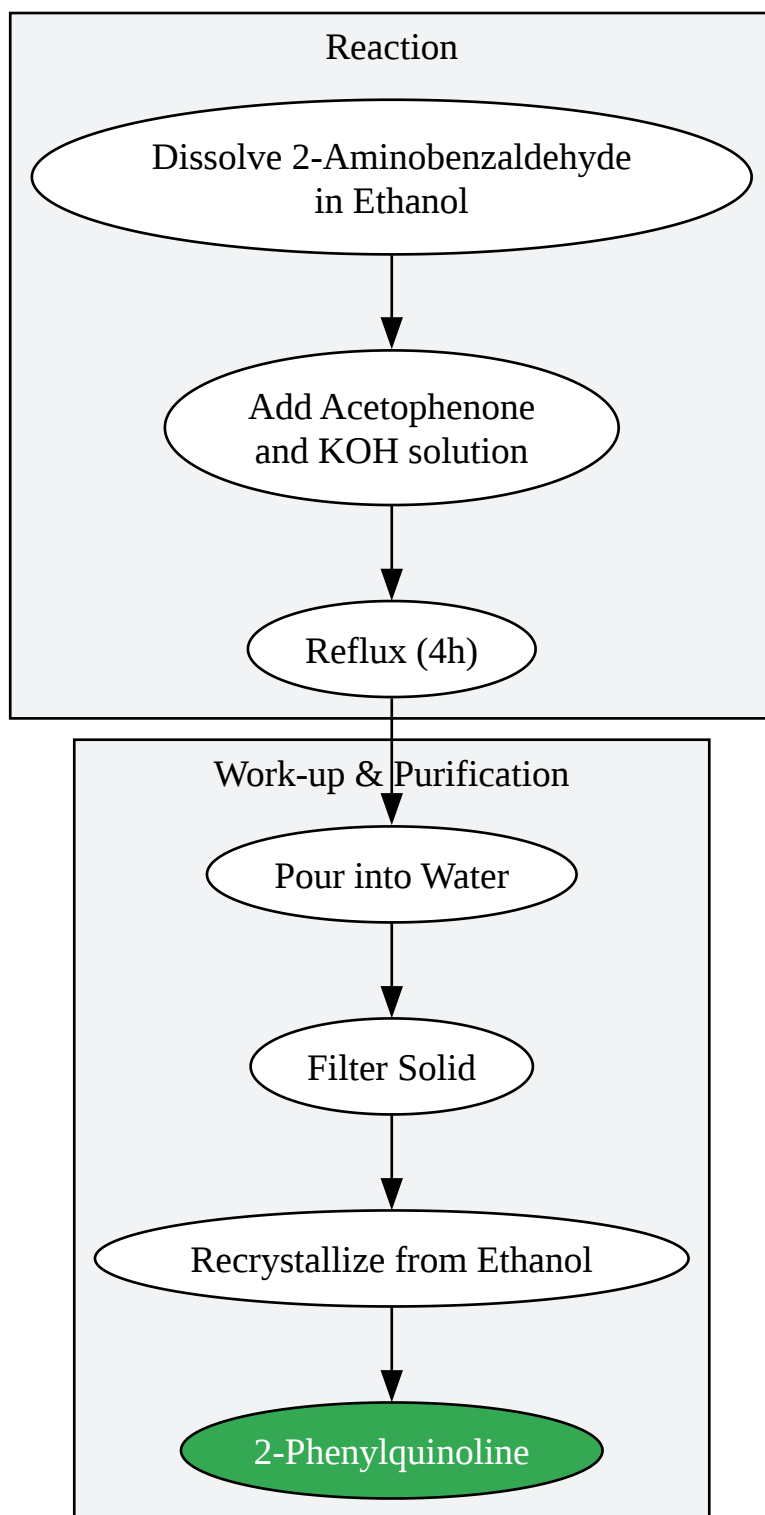 Reaction
Dissolve 2-Aminobenzaldehyde
in Ethanol
Add Acetophenone
and KOH solution
Reflux (4h)
Work-up & Purification
Pour into Water
Filter Solid
Recrystallize from Ethanol
2-Phenylquinoline